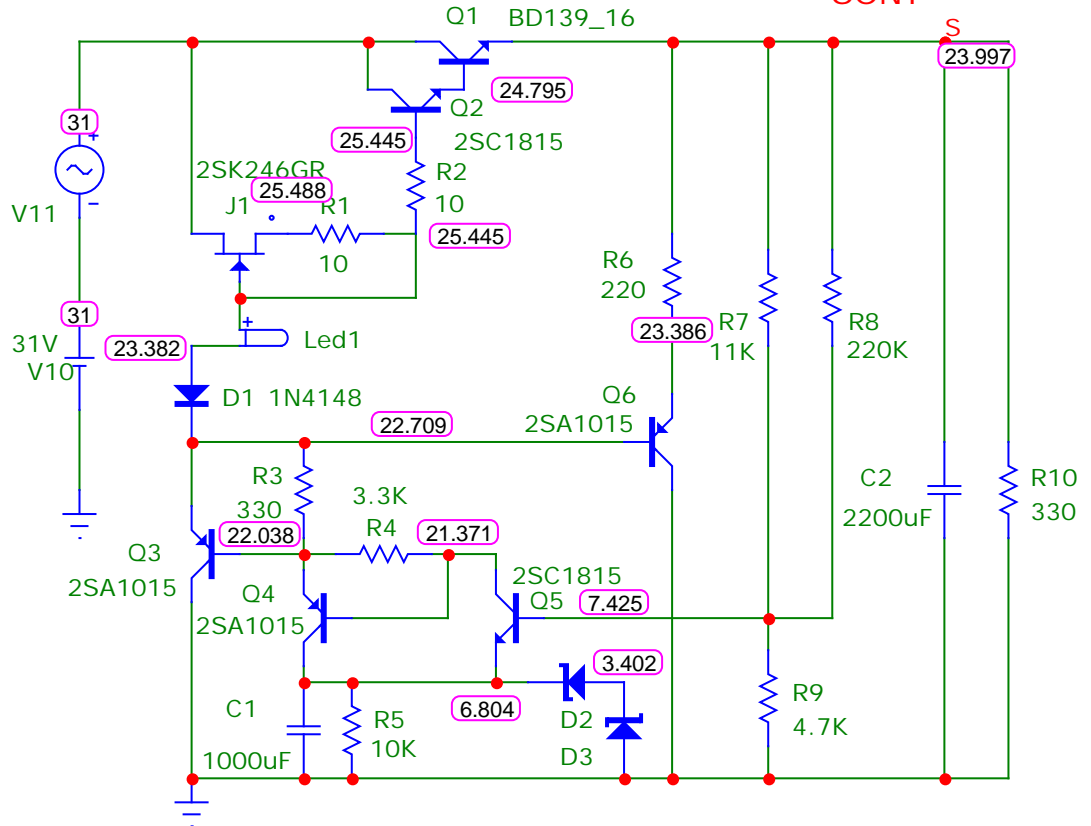 CONT
Q1 BD139_16
S
23.997
24.795
Q2
2SC1815
31
+
25.445
2SK246GR
25.488
R2
10
J1
R1
V11
−
25.445
10
R6
220
31
+
23.386
R7
11K
R8
220K
31V
V10
23.382
Led1
D1 1N4148
Q6
2SA1015
22.709
R3
330
3.3K
R4
C2
2200uF
R10
330
22.038
21.371
Q3
2SA1015
2SC1815
Q5
7.425
Q4
2SA1015
3.402
R9
4.7K
C1
1000uF
R5
10K
6.804
D2
D3